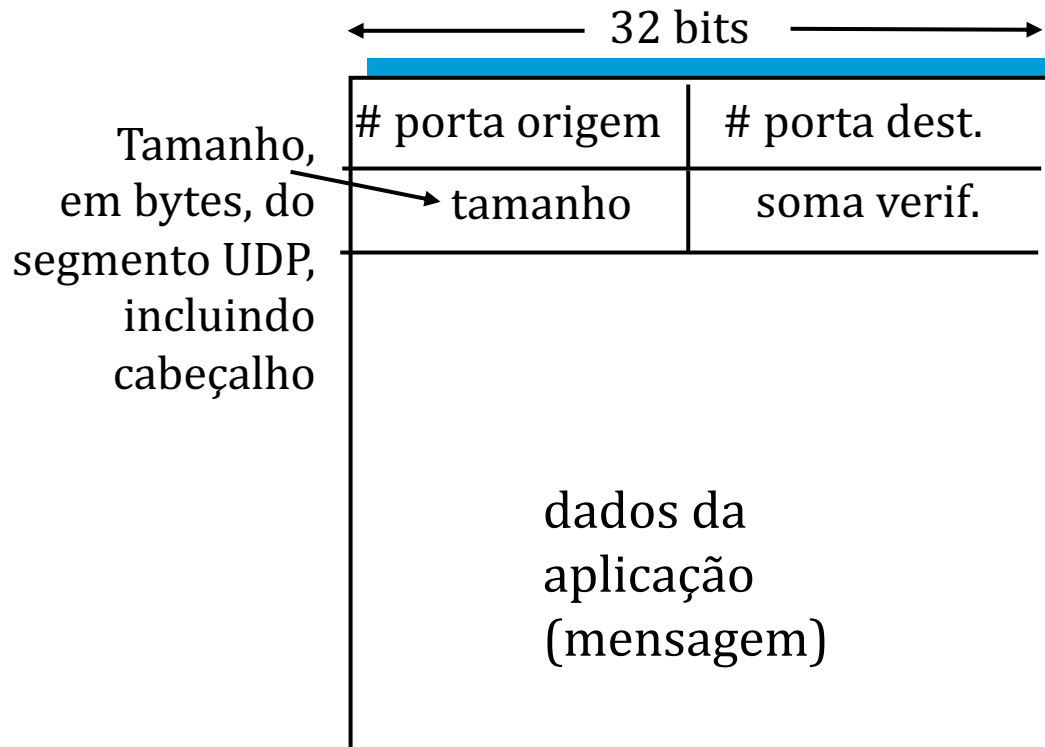 32 bits
# porta origem
# porta dest.
Tamanho,
em bytes, do
segmento UDP,
incluindo
cabeçalho
tamanho
soma verif.
dados da
aplicação
(mensagem)